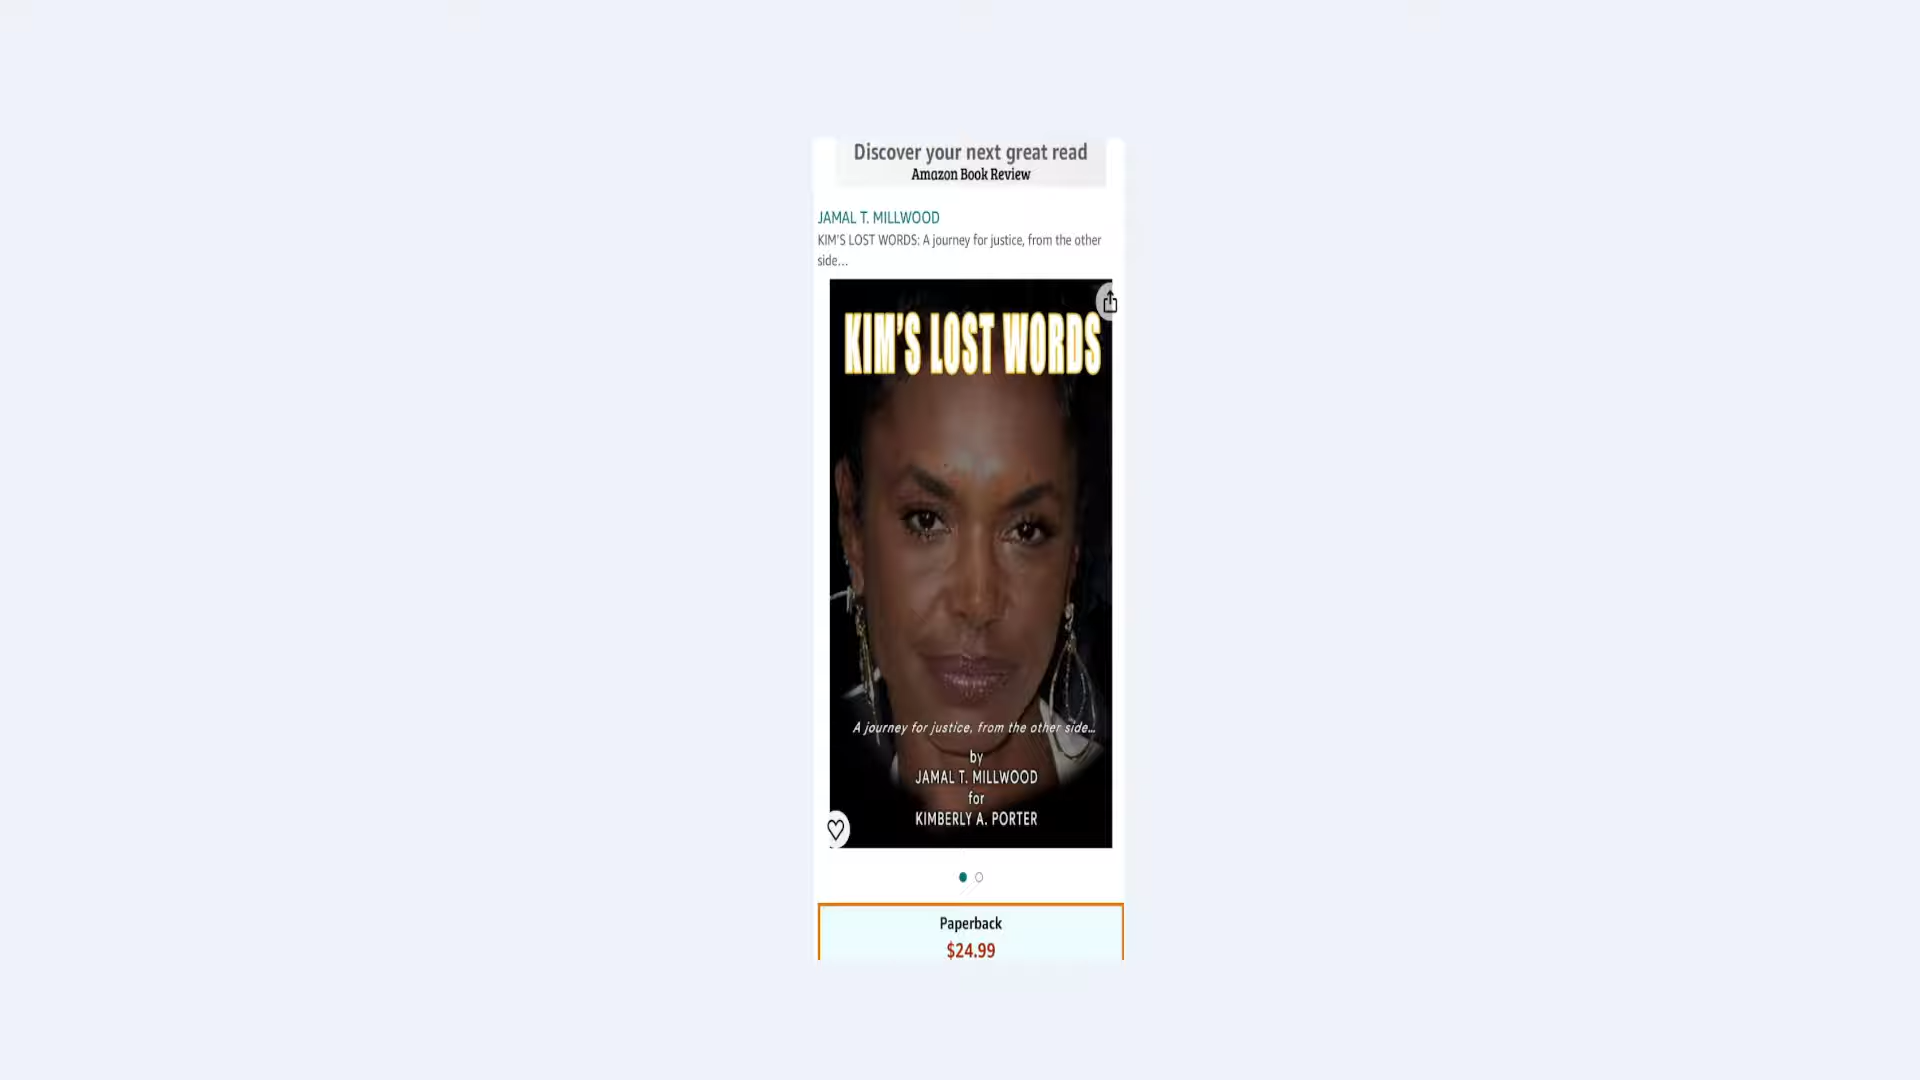 Discover your next great read
Amazon Book Review
JAMAL T. MILLWOOD
KIM'S LOST WORDS: A journey for justice, from the other
side...
KIM'S LOST WORDS
A journey for justice, from the other side...
by
JAMAL T. MILLWOOD
for
KIMBERLY A. PORTER
Paperback
$24.99